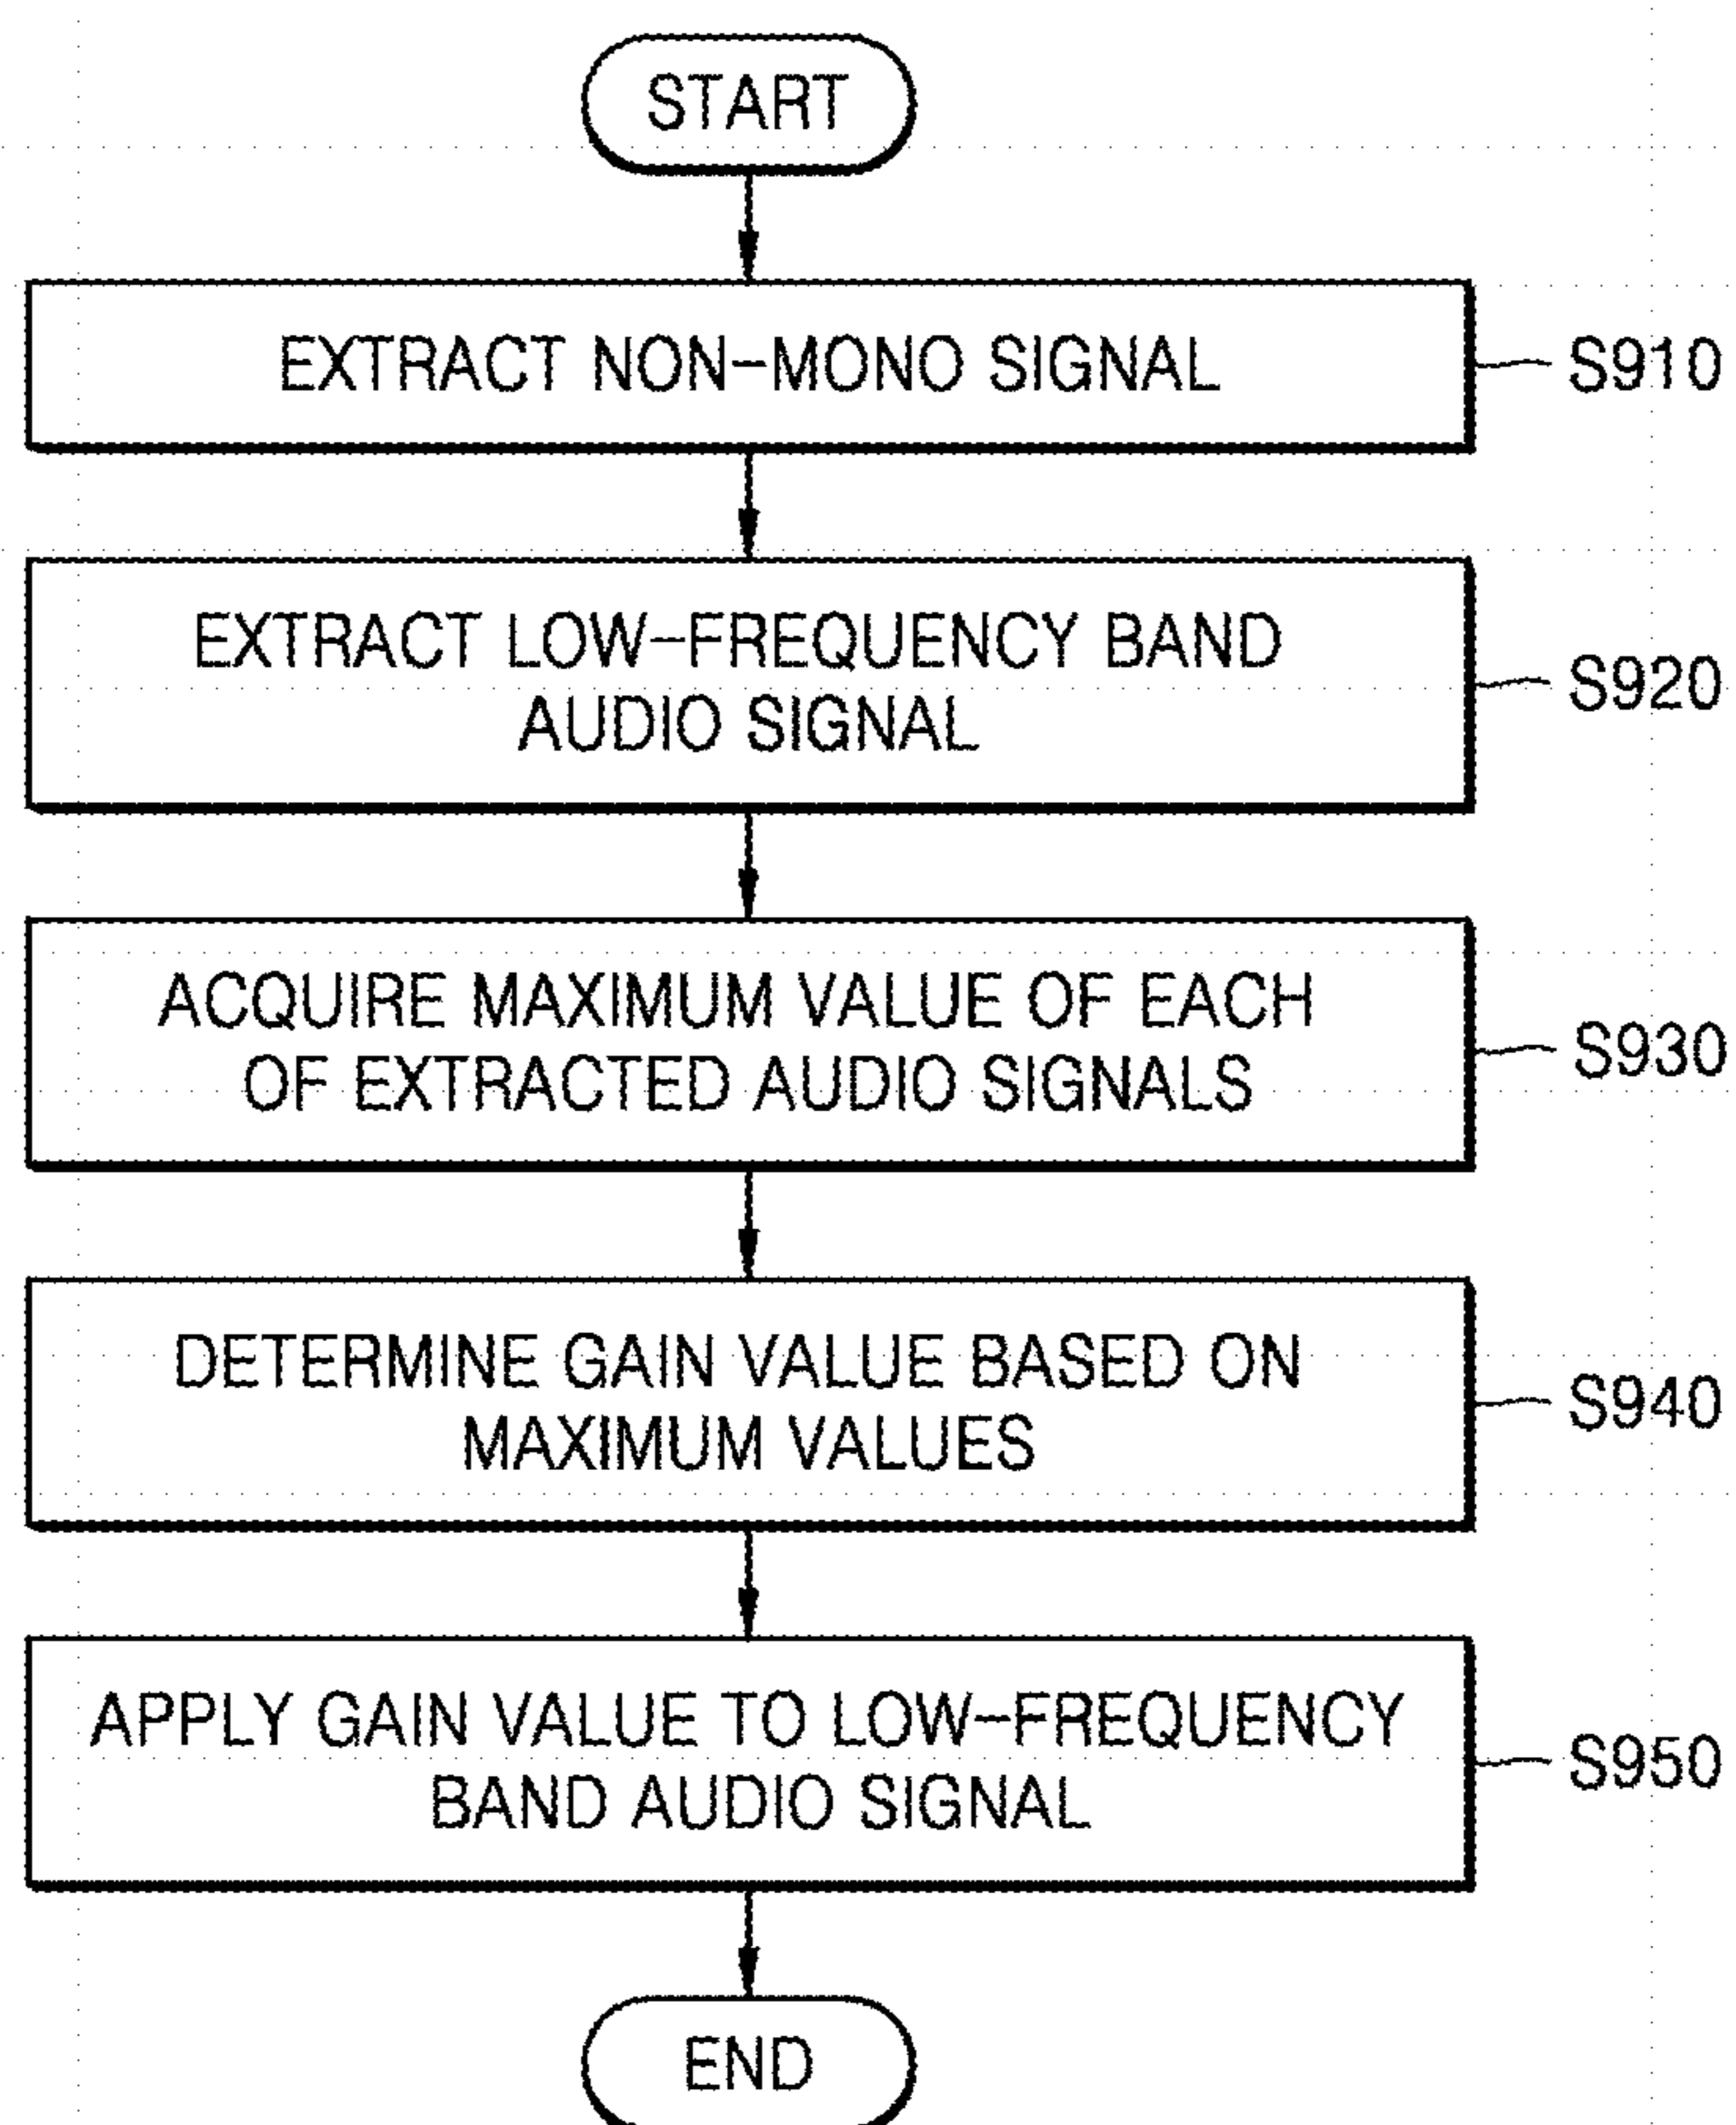 START
EXTRACT NON-MONO SIGNAL
S910
EXTRACT LOW-FREQUENCY BAND
AUDIO SIGNAL
S920
ACQUIRE MAXIMUM VALUE OF EACH
OF EXTRACTED AUDIO SIGNALS
S930
DETERMINE GAIN VALUE BASED ON
MAXIMUM VALUES
S940
APPLY GAIN VALUE TO LOW-FREQUENCY
BAND AUDIO SIGNAL
S950
END